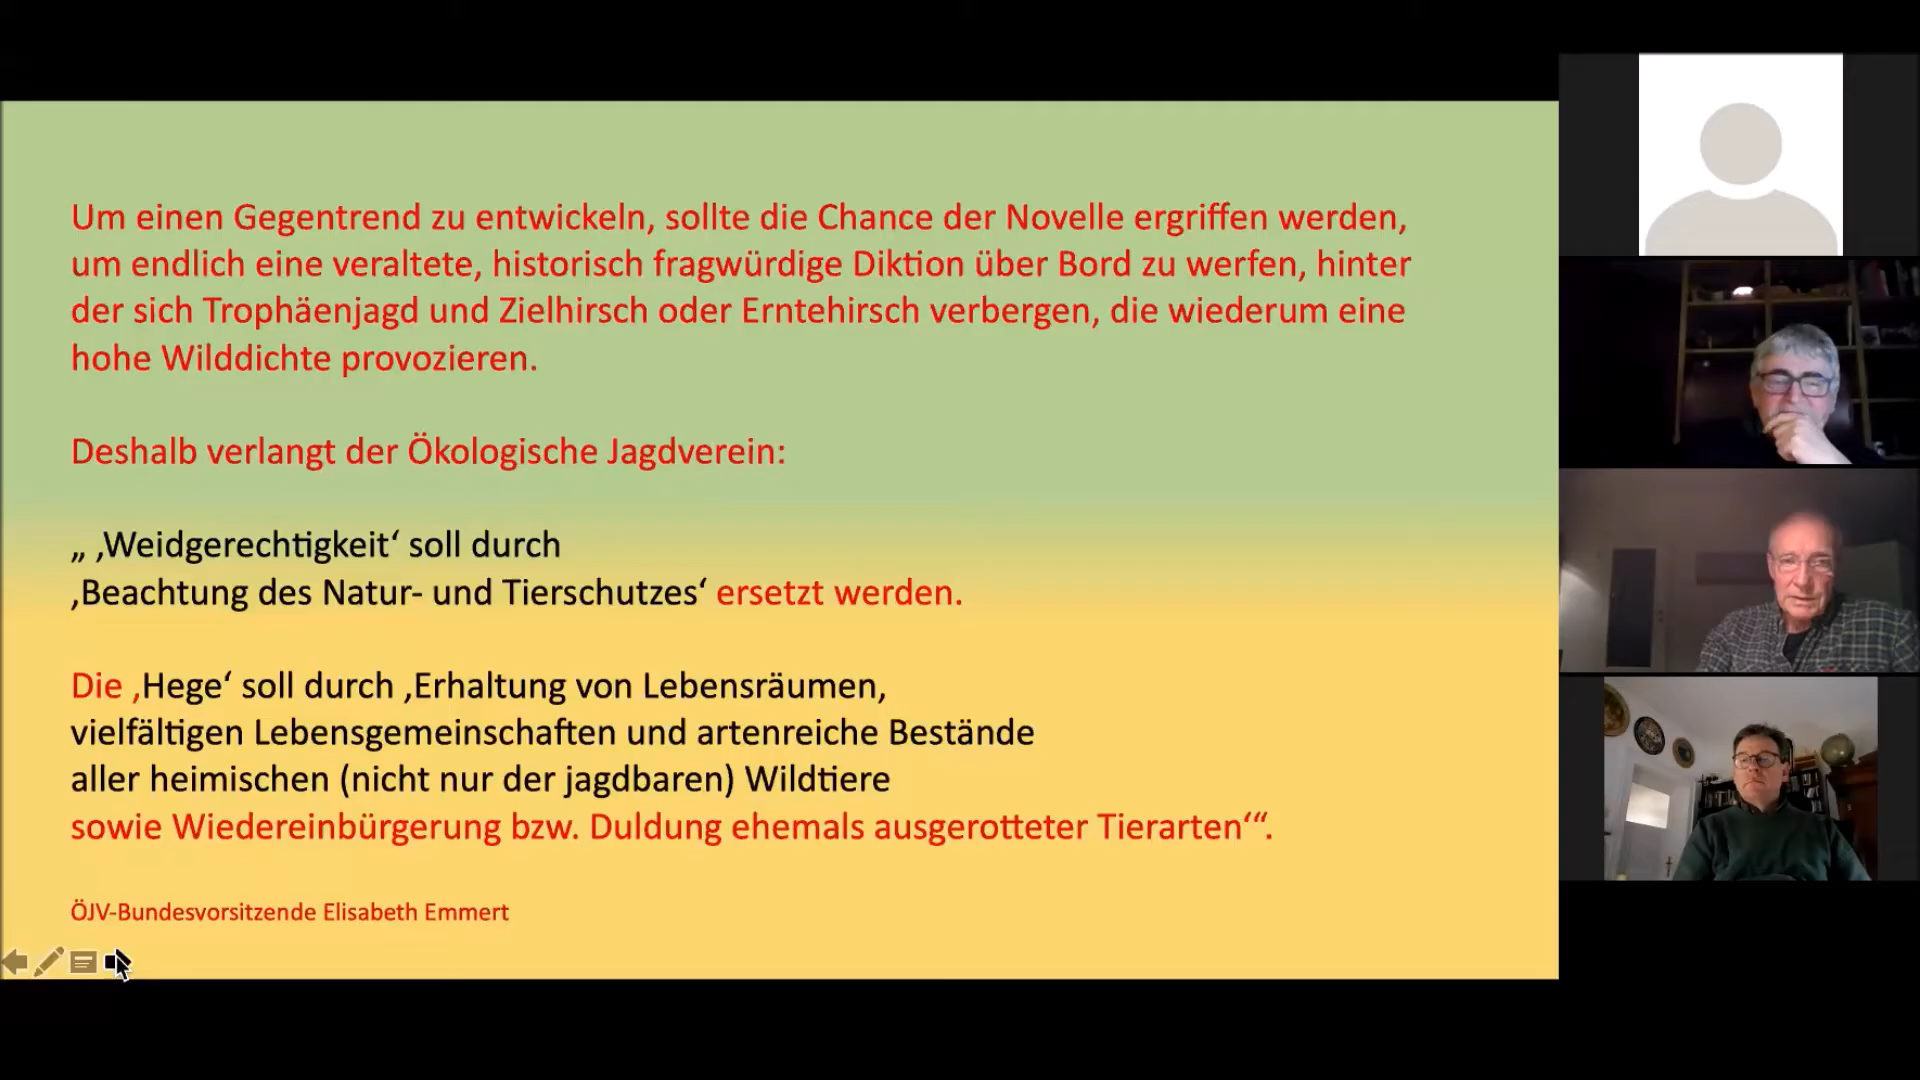 Um einen Gegentrend zu entwickeln, sollte die Chance der Novelle ergriffen werden,
um endlich eine veraltete, historisch fragwürdige Diktion über Bord zu werfen, hinter
der sich Trophäenjagd und Zielhirsch oder Erntehirsch verbergen, die wiederum eine
hohe Wilddichte provozieren.
Deshalb verlangt der Ökologische Jagdverein:
„ ‚Weidgerechtigkeit‘ soll durch
‚Beachtung des Natur- und Tierschutzes‘ ersetzt werden.
Die ‚Hege‘ soll durch ‚Erhaltung von Lebensräumen,
vielfältigen Lebensgemeinschaften und artenreiche Bestände
aller heimischen (nicht nur der jagdbaren) Wildtiere
sowie Wiedereinbürgerung bzw. Duldung ehemals ausgerotteter Tierarten‘“.
ÖJV-Bundesvorsitzende Elisabeth Emmert